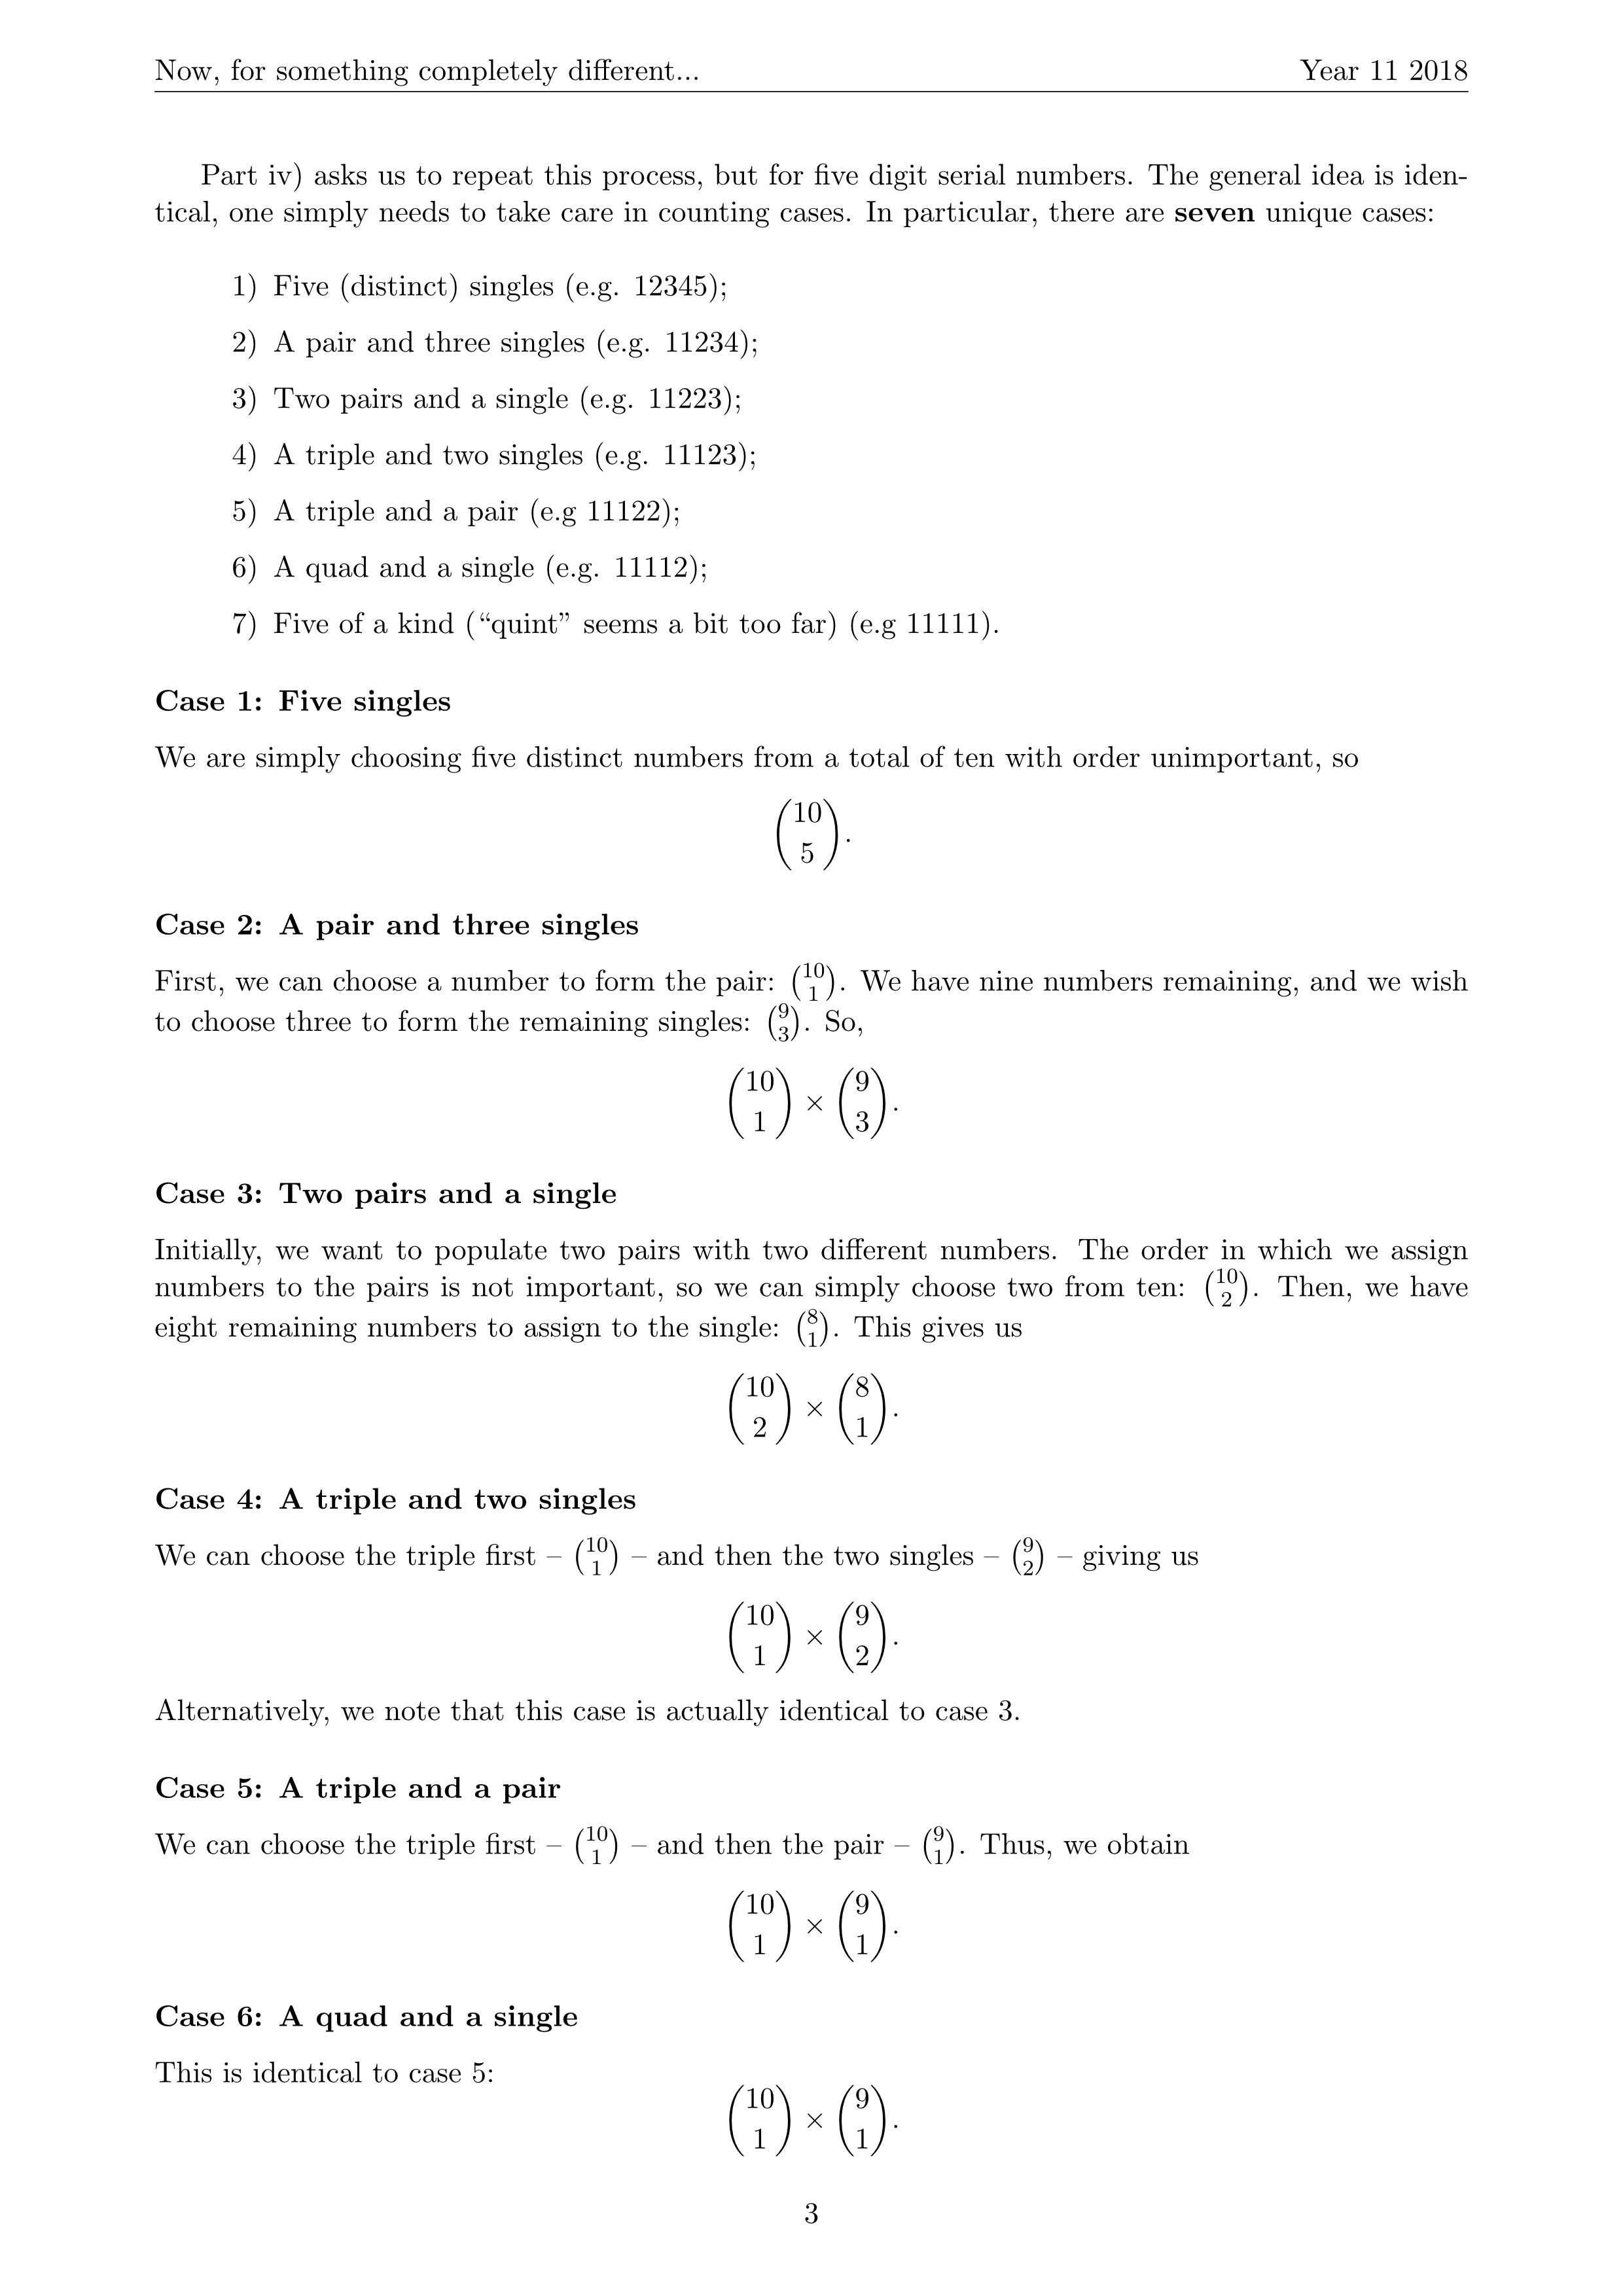 Now, for something completely different... Year 11 2018
Part iv) asks us to repeat this process, but for five digit serial numbers. The general idea is iden-
tical, one simply needs to take care in counting cases. In particular, there are seven unique cases:
1) Five (distinct) singles (e.g. 12345);
2) A pair and three singles (e.g. 11234);
3) Two pairs and a single (e.g. 11223);
4) A triple and two singles (e.g. 11123);
5) A triple and a pair (e.g 11122);
6) A quad and a single (e.g. 11112);
7) Five of a kind (“quint” seems a bit too far) (e.g 11111).
Case 1: Five singles
We are simply choosing five distinct numbers from a total of ten with order unimportant, so
$\binom{10}{5}.$
Case 2: A pair and three singles
First, we can choose a number to form the pair: $\binom{10}{1}$. We have nine numbers remaining, and we wish
to choose three to form the remaining singles: $\binom{9}{3}$. So,
$\binom{10}{1} \times \binom{9}{3}.$
Case 3: Two pairs and a single
Initially, we want to populate two pairs with two different numbers. The order in which we assign
numbers to the pairs is not important, so we can simply choose two from ten: $\binom{10}{2}$. Then, we have
eight remaining numbers to assign to the single: $\binom{8}{1}$. This gives us
$\binom{10}{2} \times \binom{8}{1}.$
Case 4: A triple and two singles
We can choose the triple first – $\binom{10}{1}$ – and then the two singles – $\binom{9}{2}$ – giving us
$\binom{10}{1} \times \binom{9}{2}.$
Alternatively, we note that this case is actually identical to case 3.
Case 5: A triple and a pair
We can choose the triple first – $\binom{10}{1}$ – and then the pair – $\binom{9}{1}$. Thus, we obtain
$\binom{10}{1} \times \binom{9}{1}.$
Case 6: A quad and a single
This is identical to case 5:
$\binom{10}{1} \times \binom{9}{1}.$
3